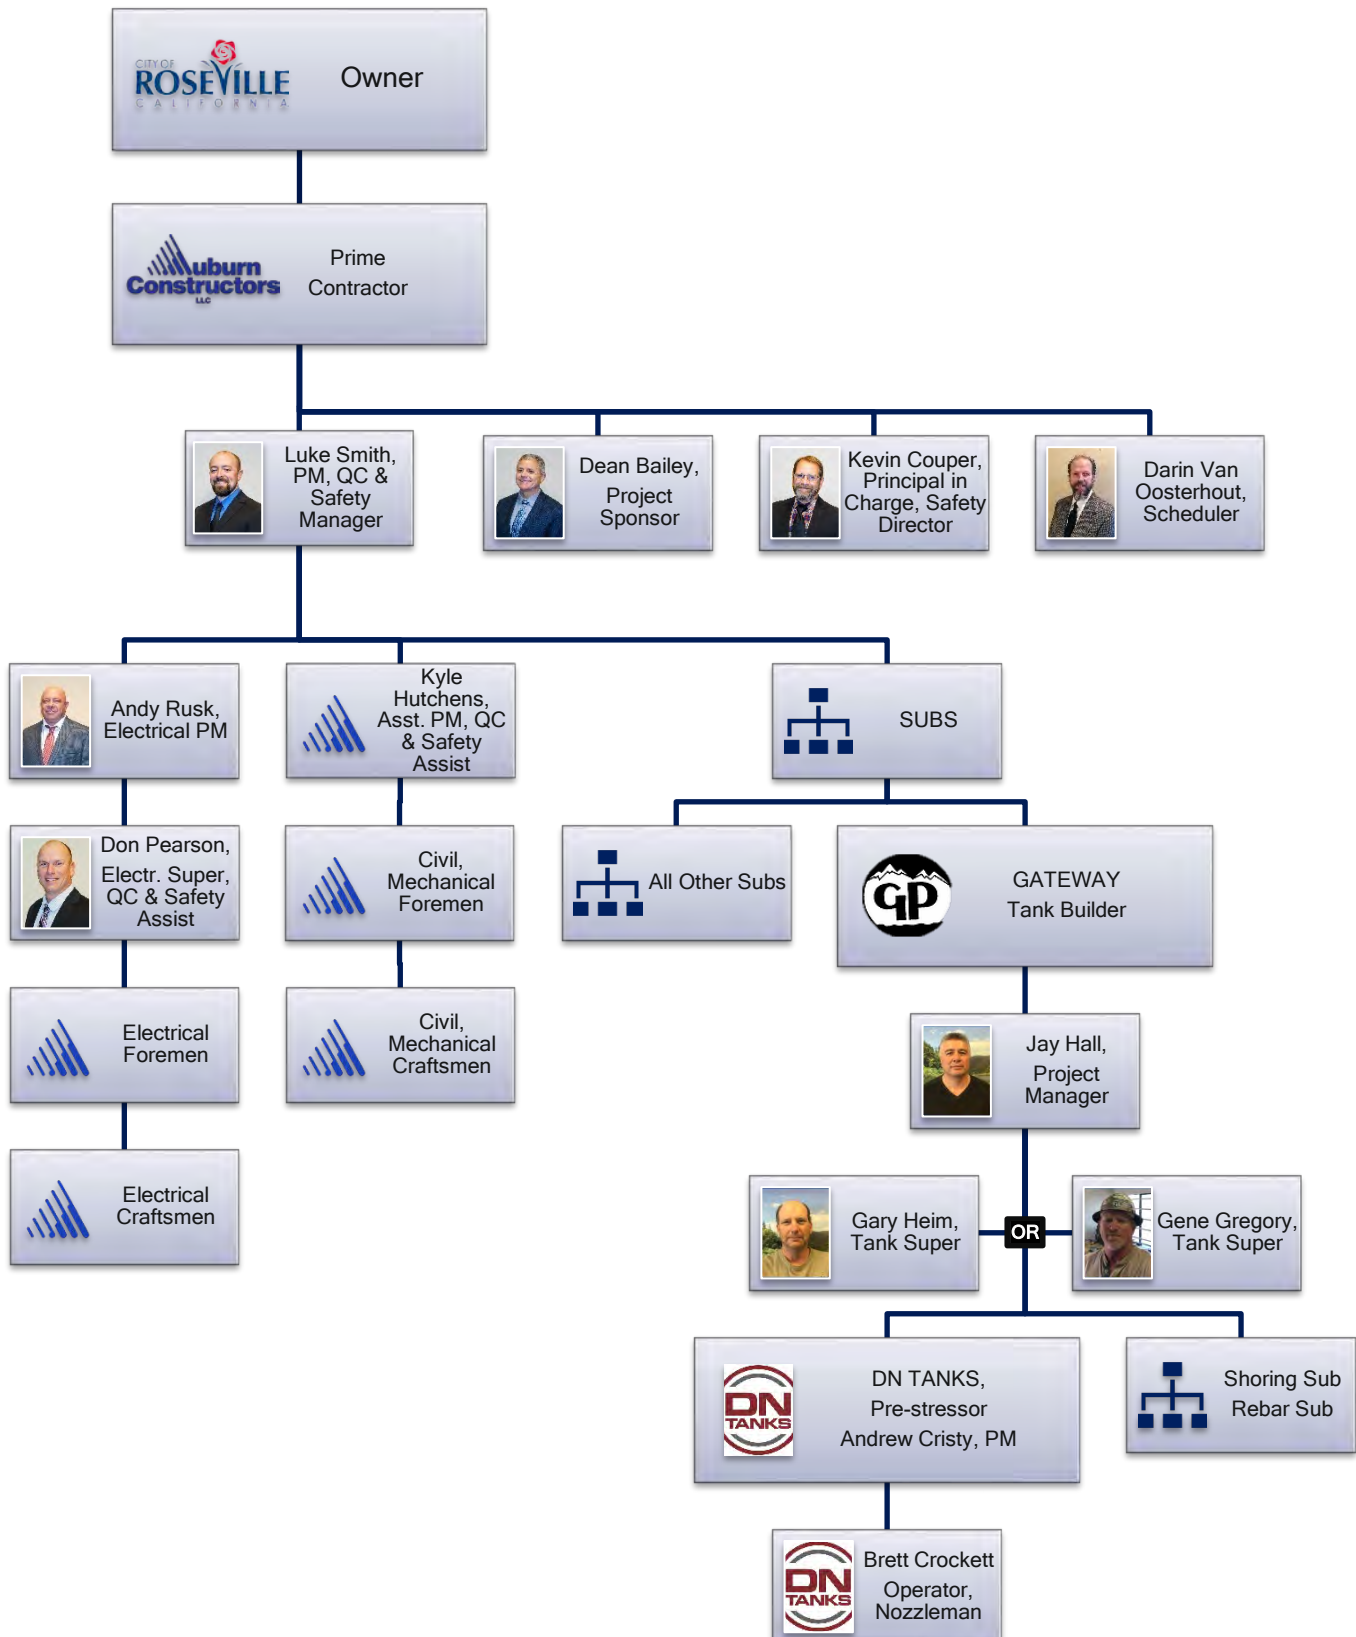 CITY OF
ROSEVILLE
CALIFORNIA
Owner
Auburn
Constructors
LLC
Prime
Contractor
Luke Smith,
PM, QC &
Safety
Manager
Dean Bailey,
Project
Sponsor
Kevin Couper,
Principal in
Charge, Safety
Director
Darin Van
Oosterhout,
Scheduler
Andy Rusk,
Electrical PM
Kyle
Hutchens,
Asst. PM, QC
& Safety
Assist
SUBS
Don Pearson,
Electr. Super,
QC & Safety
Assist
Civil,
Mechanical
Foremen
All Other Subs
GP
GATEWAY
Tank Builder
Electrical
Foremen
Civil,
Mechanical
Craftsmen
Jay Hall,
Project
Manager
Electrical
Craftsmen
Gary Heim,
Tank Super
OR
Gene Gregory,
Tank Super
DN
TANKS
DN TANKS,
Pre-stressor
Andrew Cristy, PM
Shoring Sub
Rebar Sub
DN
TANKS
Brett Crockett
Operator,
Nozzleman